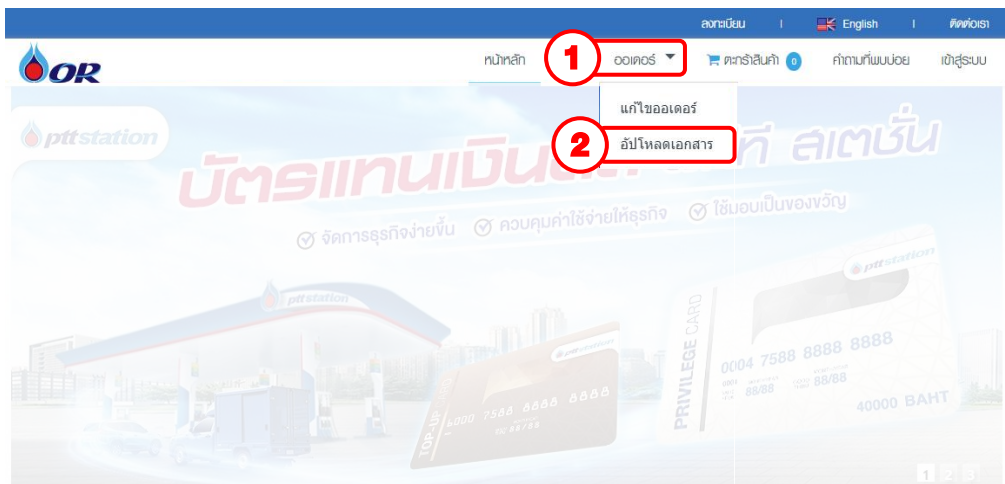 ลงทะเบียน | English | ติดต่อเรา
OR
หน้าหลัก
1
ออเดอร์
ตะกร้าสินค้า 0
คำถามที่พบบ่อย
เข้าสู่ระบบ
แก้ไขออเดอร์
2
อัปโหลดเอกสาร
pttstation
บัตรแทนเงิน
ที สเตชั่น
จัดการธุรกิจง่ายขึ้น ควบคุมค่าใช้จ่ายให้ธุรกิจ ใช้มอบเป็นของขวัญ
pttstation
pttstation
PRIVILEGE CARD
0004 7588 8888 8888
0004 88/88 88/88
40000 BAHT
pttstation
TOP-UP
6000 7588 8888 8888
88/88
1 2 3